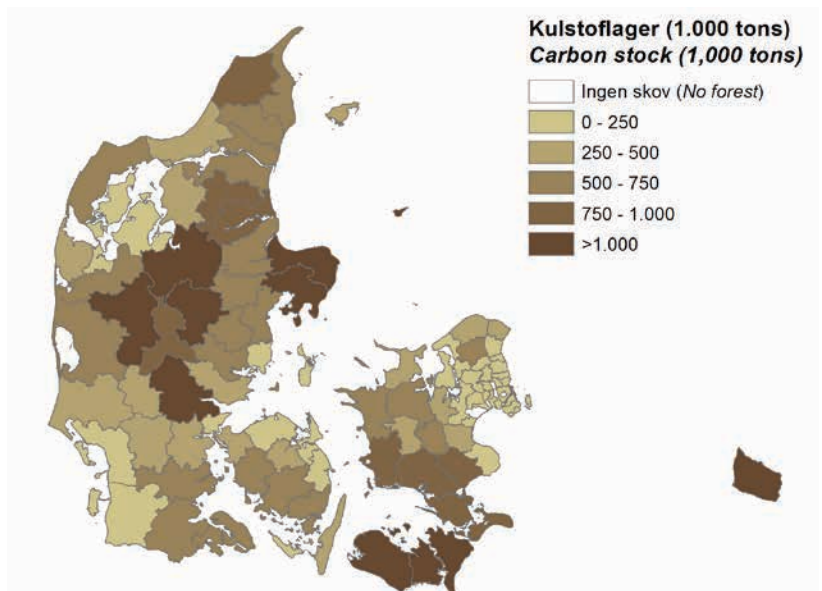 Kulstoflager (1.000 tons)
Carbon stock (1,000 tons)
Ingen skov (No forest)
0 - 250
250 - 500
500 - 750
750 - 1.000
>1.000